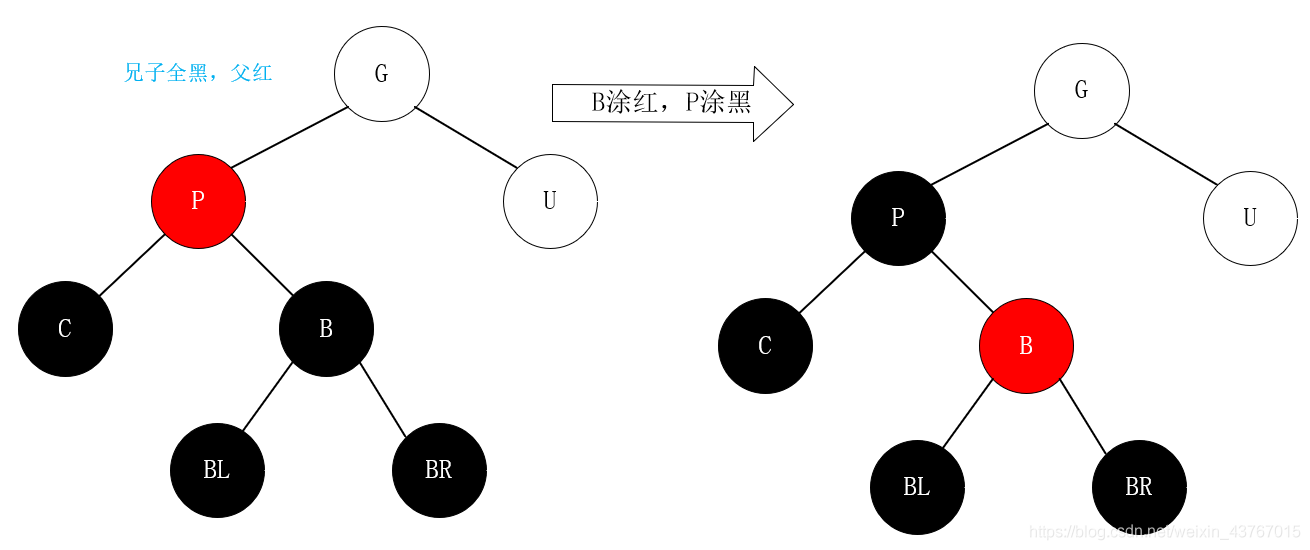 兄子全黑，父红
G
B涂红，P涂黑
G
P
U
P
U
C
B
C
B
BL
BR
BL
BR
https://blog.csdn.net/weixin_43767015